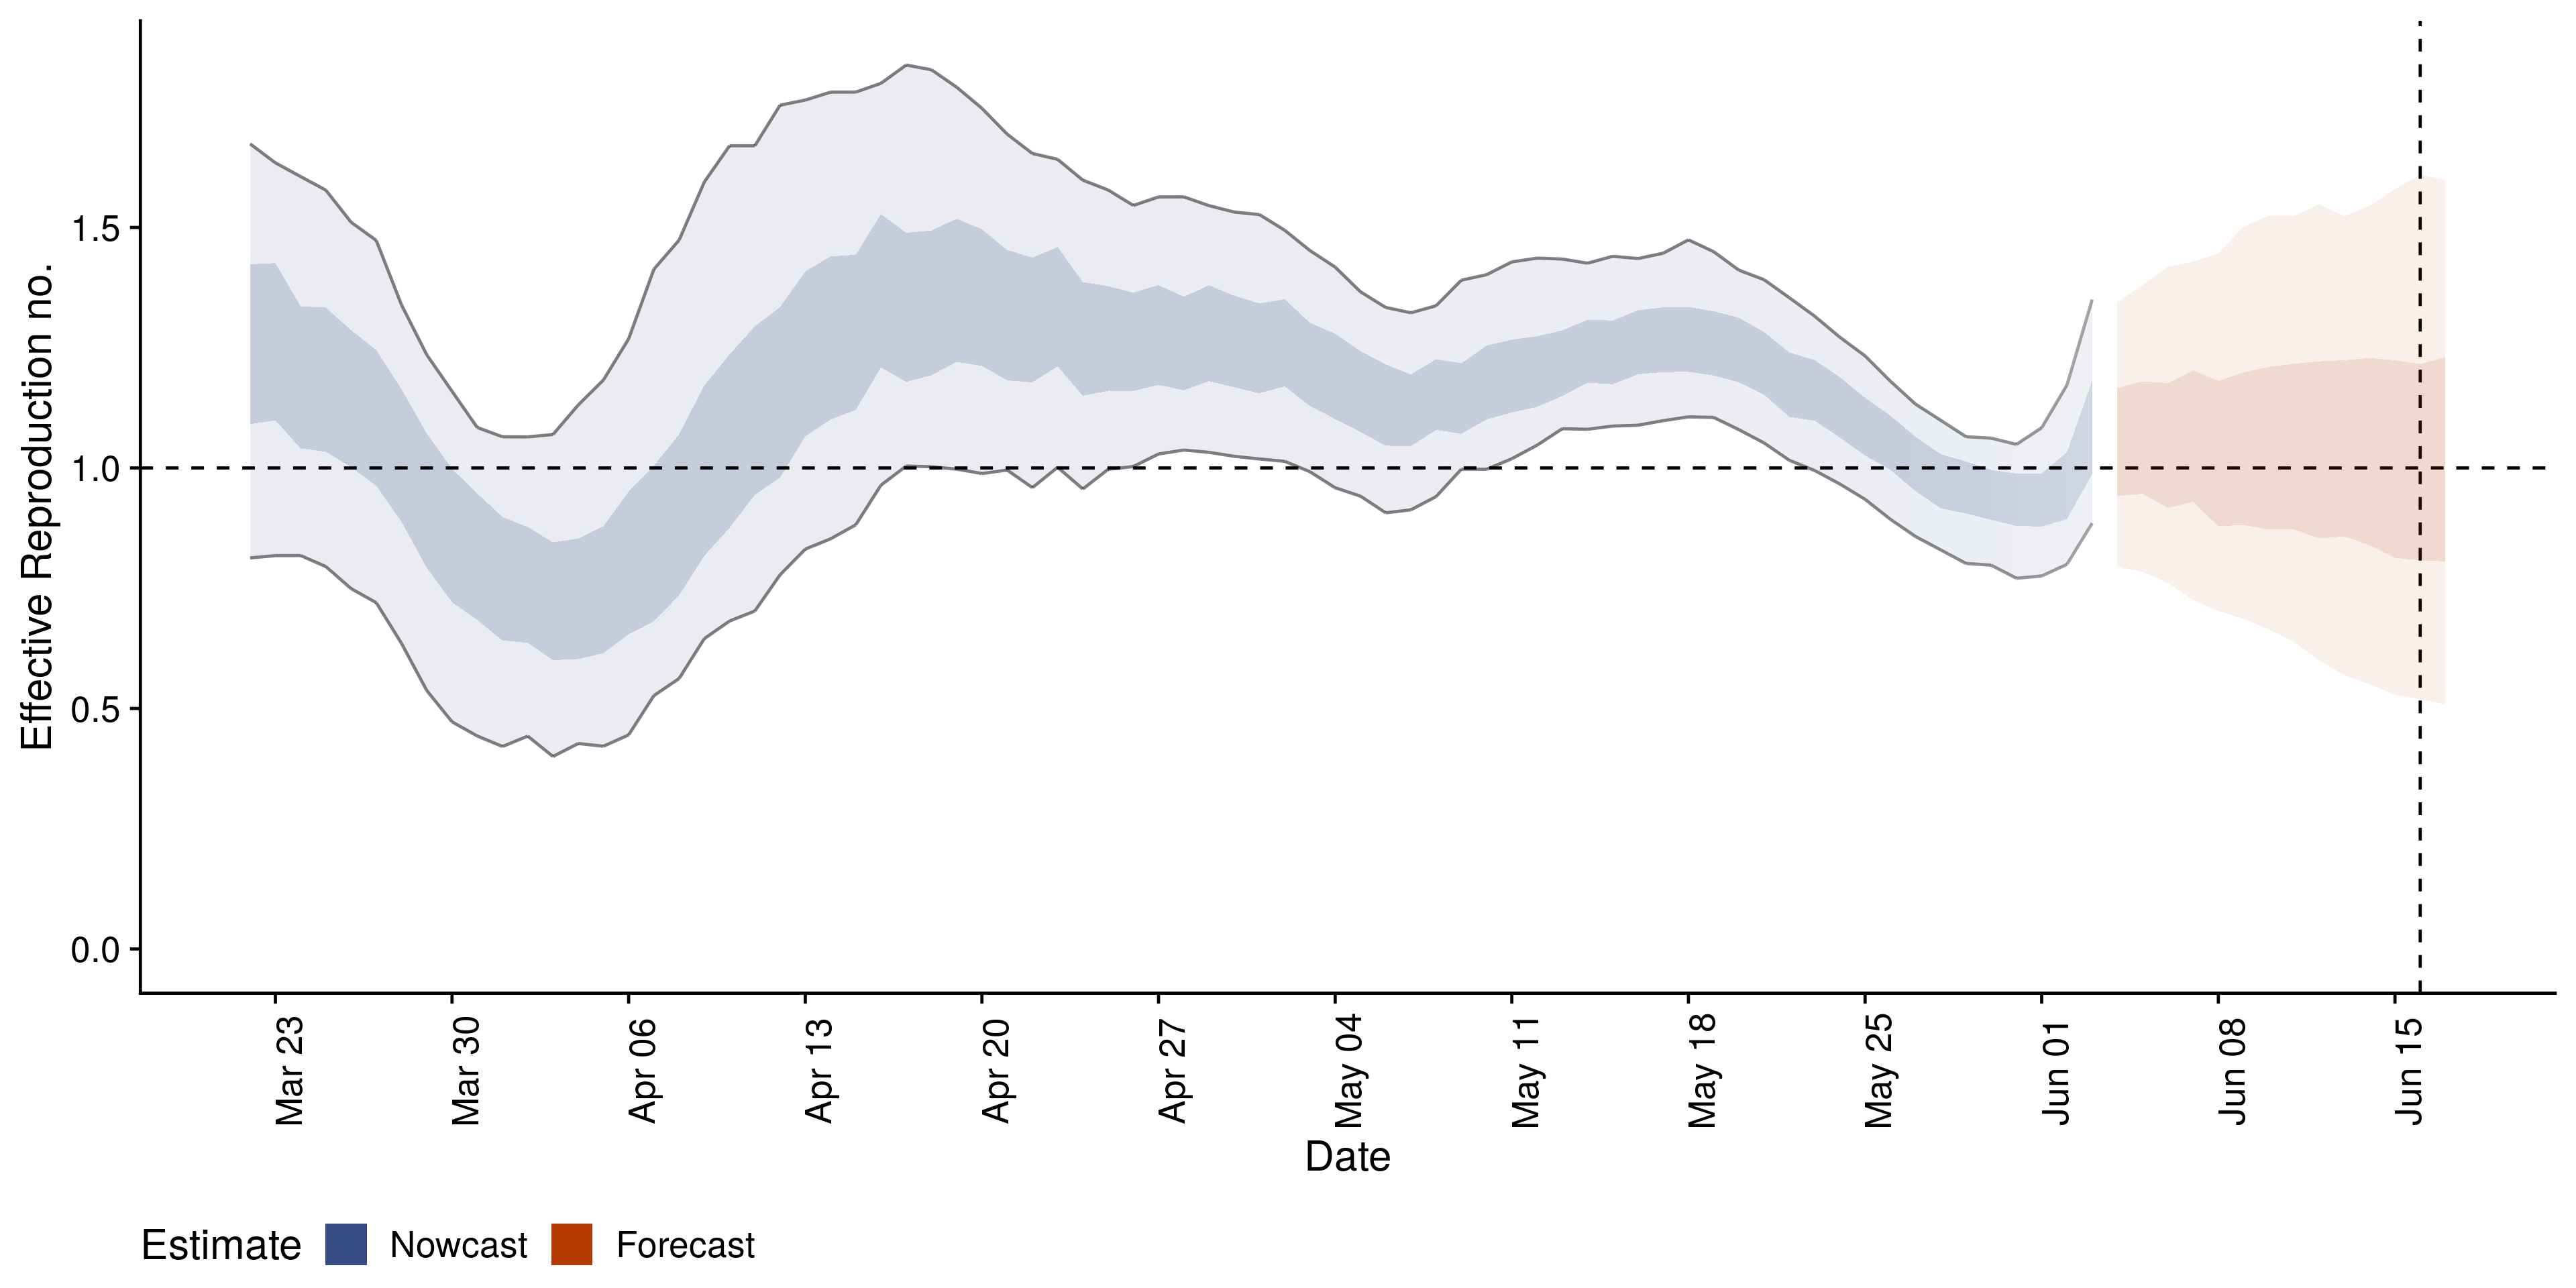 Effective Reproduction no.
1.5
1.0
0.5
0.0
Mar 23
Mar 30
Apr 06
Apr 13
Apr 20
Apr 27
May 04
May 11
May 18
May 25
Jun 01
Jun 08
Jun 15
Date
Estimate Nowcast Forecast